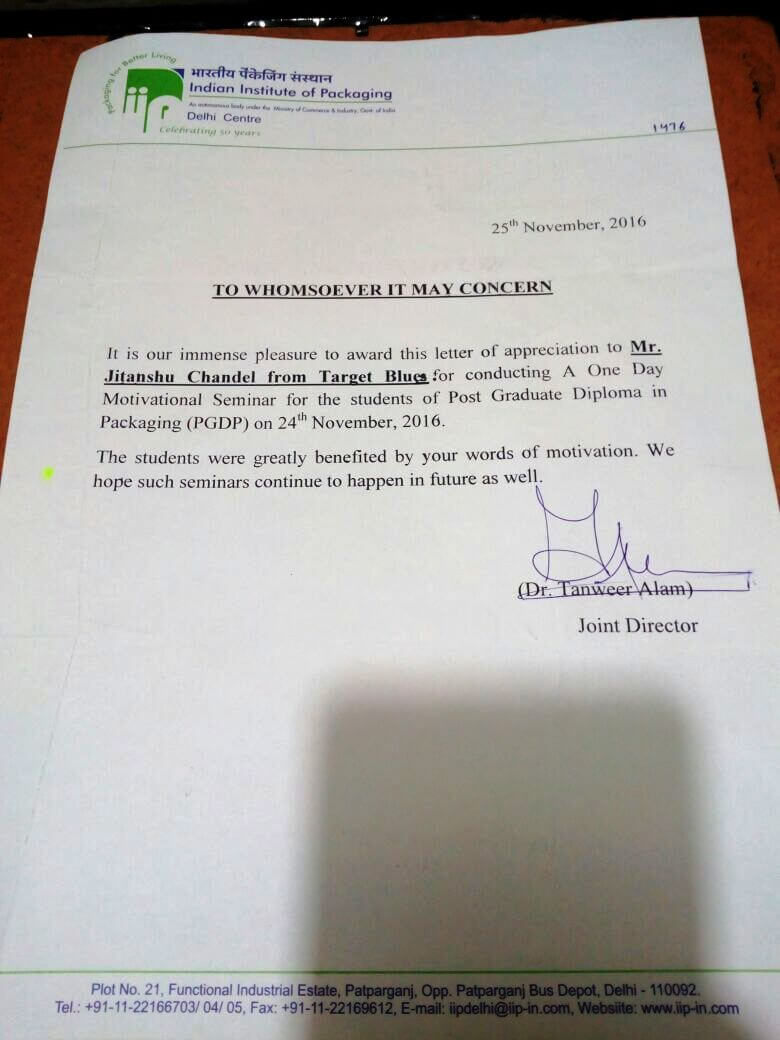 Packaging for Better Living
iip
भारतीय पैकेजिंग संस्थान
Indian Institute of Packaging
An autonomous body under the Ministry of Commerce & Industry, Govt. of India
Delhi Centre
Celebrating 50 years
1476
25th November, 2016
TO WHOMSOEVER IT MAY CONCERN
It is our immense pleasure to award this letter of appreciation to Mr.
Jitanshu Chandel from Target Blues for conducting A One Day
Motivational Seminar for the students of Post Graduate Diploma in
Packaging (PGDP) on 24th November, 2016.
The students were greatly benefited by your words of motivation. We
hope such seminars continue to happen in future as well.
(Dr. Tanweer Alam)
Joint Director
Plot No. 21, Functional Industrial Estate, Patparganj, Opp. Patparganj Bus Depot, Delhi - 110092.
Tel.: +91-11-22166703/ 04/ 05, Fax: +91-11-22169612, E-mail: iipdelhi@iip-in.com, Websiite: www.iip-in.com